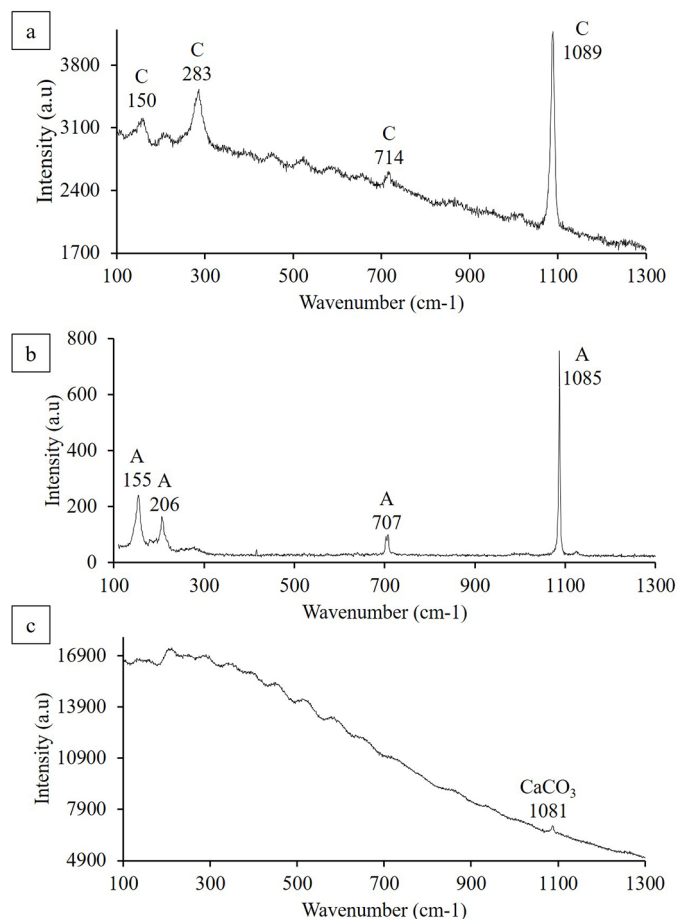 a
C
1089
C
283
C
150
C
714
3800
3100
2400
1700
Intensity (a.u)
100 300 500 700 900 1100 1300
Wavenumber (cm-1)
b
A
1085
A
155
A
206
A
707
800
600
400
200
0
Intensity (a.u)
100 300 500 700 900 1100 1300
Wavenumber (cm-1)
c
CaCO₃
1081
16900
13900
10900
7900
4900
Intensity (a.u)
100 300 500 700 900 1100 1300
Wavenumber (cm-1)